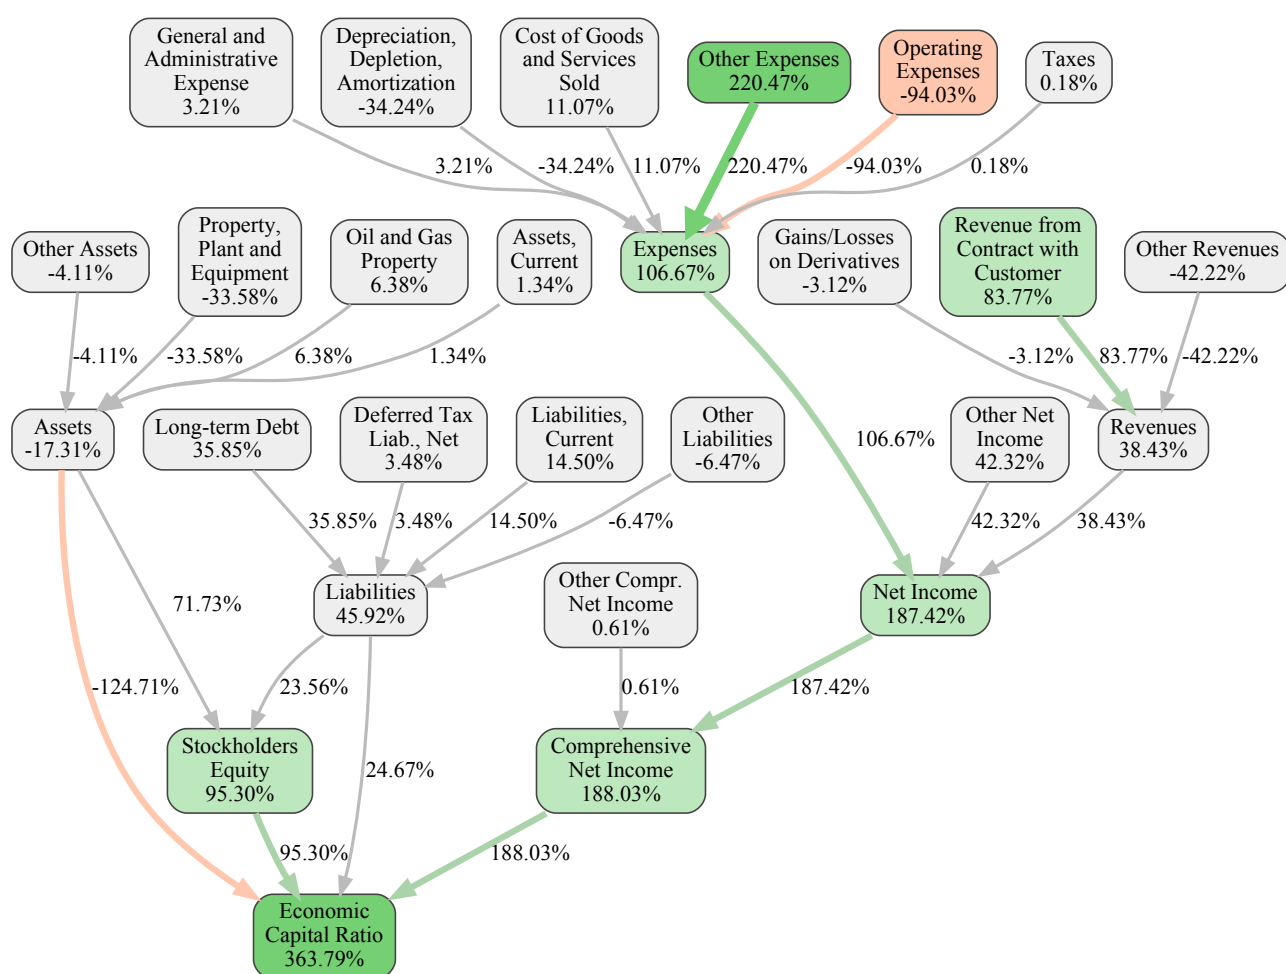 General and
Administrative
Expense
3.21%
Depreciation,
Depletion,
Amortization
-34.24%
Cost of Goods
and Services
Sold
11.07%
Other Expenses
220.47%
Operating
Expenses
-94.03%
Taxes
0.18%
3.21%
-34.24%
11.07%
220.47%
-94.03%
0.18%
Other Assets
-4.11%
Property,
Plant and
Equipment
-33.58%
Oil and Gas
Property
6.38%
Assets,
Current
1.34%
Expenses
106.67%
Gains/Losses
on Derivatives
-3.12%
Revenue from
Contract with
Customer
83.77%
Other Revenues
-42.22%
-4.11%
-33.58%
6.38%
1.34%
-3.12%
83.77%
-42.22%
Assets
-17.31%
Long-term Debt
35.85%
Deferred Tax
Liab., Net
3.48%
Liabilities,
Current
14.50%
Other
Liabilities
-6.47%
106.67%
Other Net
Income
42.32%
Revenues
38.43%
35.85%
3.48%
14.50%
-6.47%
42.32%
38.43%
71.73%
Liabilities
45.92%
Other Compr.
Net Income
0.61%
Net Income
187.42%
-124.71%
23.56%
0.61%
187.42%
Stockholders
Equity
95.30%
24.67%
Comprehensive
Net Income
188.03%
95.30%
188.03%
Economic
Capital Ratio
363.79%